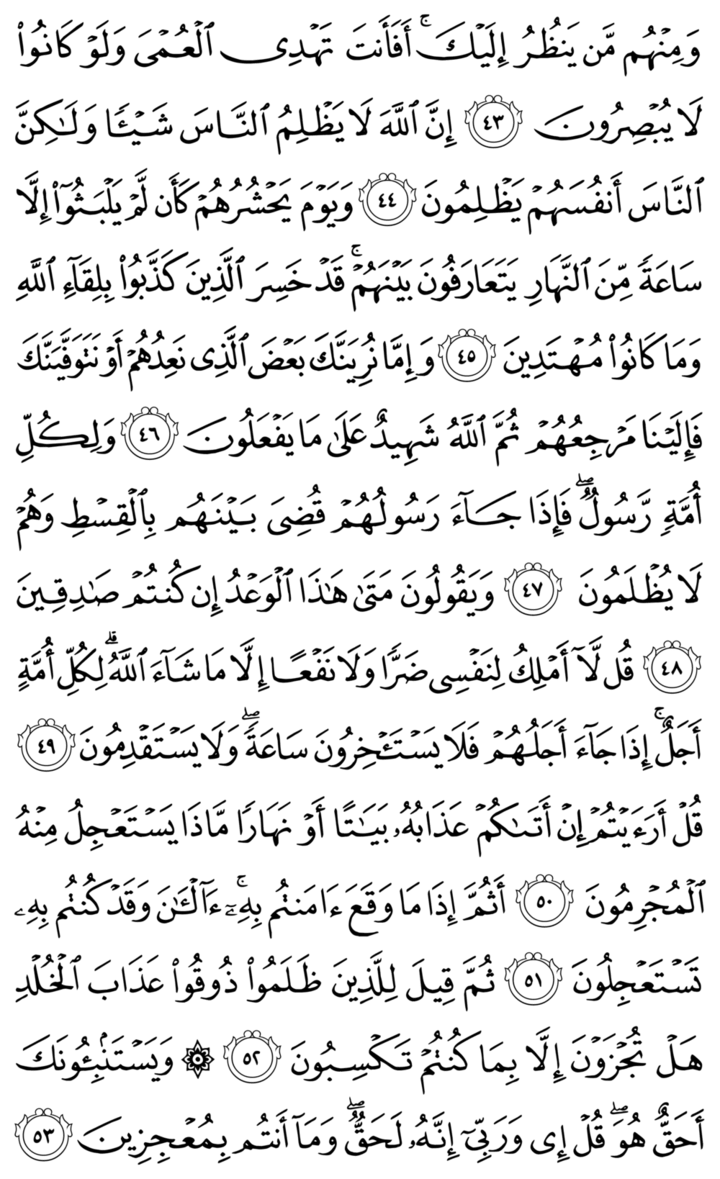 وَمِنْهُم مَّن يَنظُرُ إِلَيْكَ ۚ أَفَأَنتَ تَهْدِى ٱلْعُمْىَ وَلَوْ كَانُوا۟
لَا يُبْصِرُونَ ٤٣ إِنَّ ٱللَّهَ لَا يَظْلِمُ ٱلنَّاسَ شَيْـًٔا وَلَـٰكِنَّ
ٱلنَّاسَ أَنفُسَهُمْ يَظْلِمُونَ ٤٤ وَيَوْمَ يَحْشُرُهُمْ كَأَن لَّمْ يَلْبَثُوٓا۟ إِلَّا
سَاعَةً مِّنَ ٱلنَّهَارِ يَتَعَارَفُونَ بَيْنَهُمْ ۚ قَدْ خَسِرَ ٱلَّذِينَ كَذَّبُوا۟ بِلِقَآءِ ٱللَّهِ
وَمَا كَانُوا۟ مُهْتَدِينَ ٤٥ وَإِمَّا نُرِيَنَّكَ بَعْضَ ٱلَّذِى نَعِدُهُمْ أَوْ نَتَوَفَّيَنَّكَ
فَإِلَيْنَا مَرْجِعُهُمْ ثُمَّ ٱللَّهُ شَهِيدٌ عَلَىٰ مَا يَفْعَلُونَ ٤٦ وَلِكُلِّ
أُمَّةٍ رَّسُولٌ ۖ فَإِذَا جَآءَ رَسُولُهُمْ قُضِىَ بَيْنَهُم بِٱلْقِسْطِ وَهُمْ
لَا يُظْلَمُونَ ٤٧ وَيَقُولُونَ مَتَىٰ هَـٰذَا ٱلْوَعْدُ إِن كُنتُمْ صَـٰدِقِينَ
٤٨ قُل لَّآ أَمْلِكُ لِنَفْسِى ضَرًّا وَلَا نَفْعًا إِلَّا مَا شَآءَ ٱللَّهُ ۗ لِكُلِّ أُمَّةٍ
أَجَلٌ ۚ إِذَا جَآءَ أَجَلُهُمْ فَلَا يَسْتَـْٔخِرُونَ سَاعَةً ۖ وَلَا يَسْتَقْدِمُونَ ٤٩
قُلْ أَرَءَيْتُمْ إِنْ أَتَىٰكُمْ عَذَابُهُۥ بَيَـٰتًا أَوْ نَهَارًا مَّاذَا يَسْتَعْجِلُ مِنْهُ
ٱلْمُجْرِمُونَ ٥٠ أَثُمَّ إِذَا مَا وَقَعَ ءَامَنتُم بِهِۦٓ ۚ ءَآلْـَٔـٰنَ وَقَدْ كُنتُم بِهِۦ
تَسْتَعْجِلُونَ ٥١ ثُمَّ قِيلَ لِلَّذِينَ ظَلَمُوا۟ ذُوقُوا۟ عَذَابَ ٱلْخُلْدِ
هَلْ تُجْزَوْنَ إِلَّا بِمَا كُنتُمْ تَكْسِبُونَ ٥٢ ۞ وَيَسْتَنۢبِـُٔونَكَ
أَحَقٌّ هُوَ ۖ قُلْ إِى وَرَبِّىٓ إِنَّهُۥ لَحَقٌّ ۖ وَمَآ أَنتُم بِمُعْجِزِينَ ٥٣